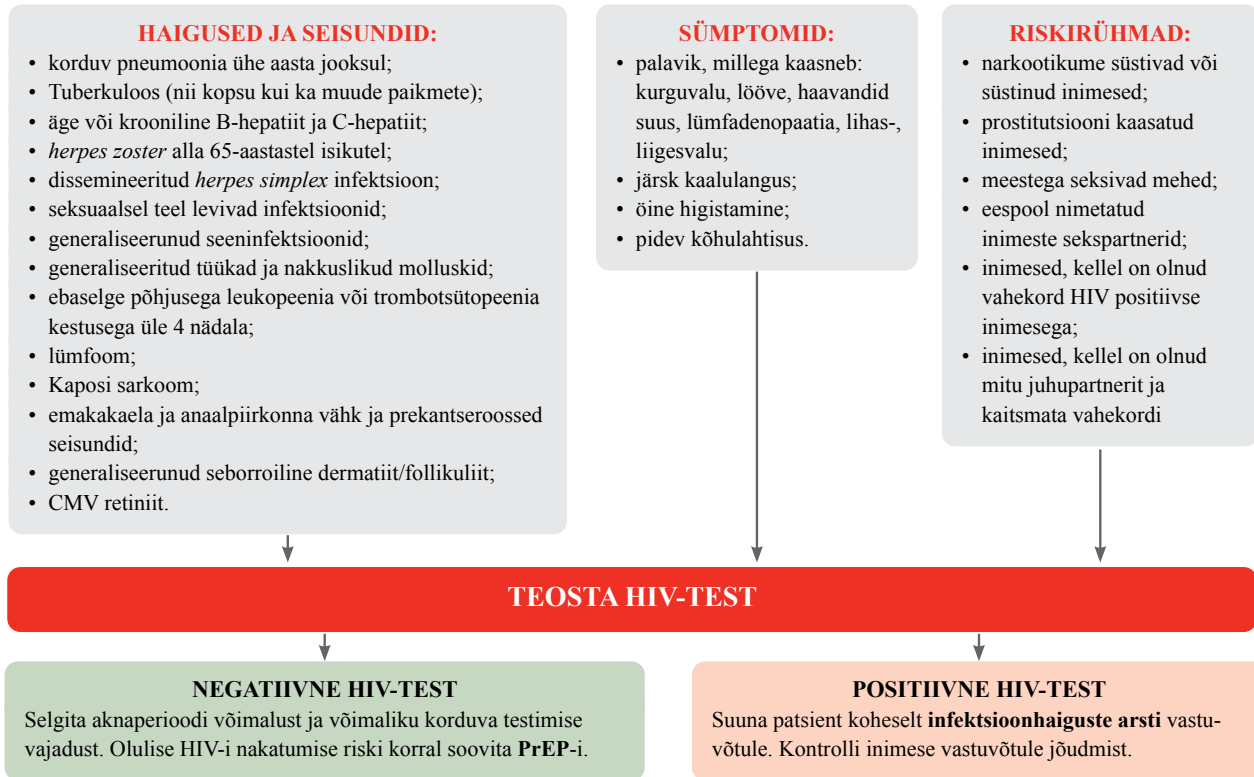 HAIGUSED JA SEISUNDID:
• korduv pneumoonia ühe aasta jooksul;
• Tuberkuloos (nii kopsu kui ka muude paikmete);
• äge või krooniline B-hepatiit ja C-hepatiit;
• herpes zoster alla 65-aastastel isikutel;
• dissemineeritud herpes simplex infektsioon;
• seksuaalsel teel levivad infektsioonid;
• generaliseerunud seeninfektsioonid;
• generaliseeritud tüükad ja nakkuslikud molluskid;
• ebaselge põhjusega leukopeenia või trombotsütopeenia
kestusega üle 4 nädala;
• lümfoom;
• Kaposi sarkoom;
• emakakaela ja anaalpiirkonna vähk ja prekantseroossed
seisundid;
• generaliseerunud seborroiline dermatiit/follikuliit;
• CMV retiniit.
SÜMPTOMID:
• palavik, millega kaasneb:
kurguvalu, lööve, haavandid
suus, lümfadenopaatia, lihas-,
liigesvalu;
• järsk kaalulangus;
• öine higistamine;
• pidev kõhulahtisus.
RISKIRÜHMAD:
• narkootikume süstivad või
süstinud inimesed;
• prostitutsiooni kaasatud
inimesed;
• meestega seksivad mehed;
• eespool nimetatud
inimeste sekspartnerid;
• inimesed, kellel on olnud
vahekord HIV positiivse
inimesega;
• inimesed, kellel on olnud
mitu juhupartnerit ja
kaitsmata vahekordi
TEOSTA HIV-TEST
NEGATIIVNE HIV-TEST
Selgita aknaperioodi võimalust ja võimaliku korduva testimise
vajadust. Olulise HIV-i nakatumise riski korral soovita PrEP-i.
POSITIIVNE HIV-TEST
Suuna patsient koheselt infektsioonhaiguste arsti vastu-
võtule. Kontrolli inimese vastuvõtule jõudmist.